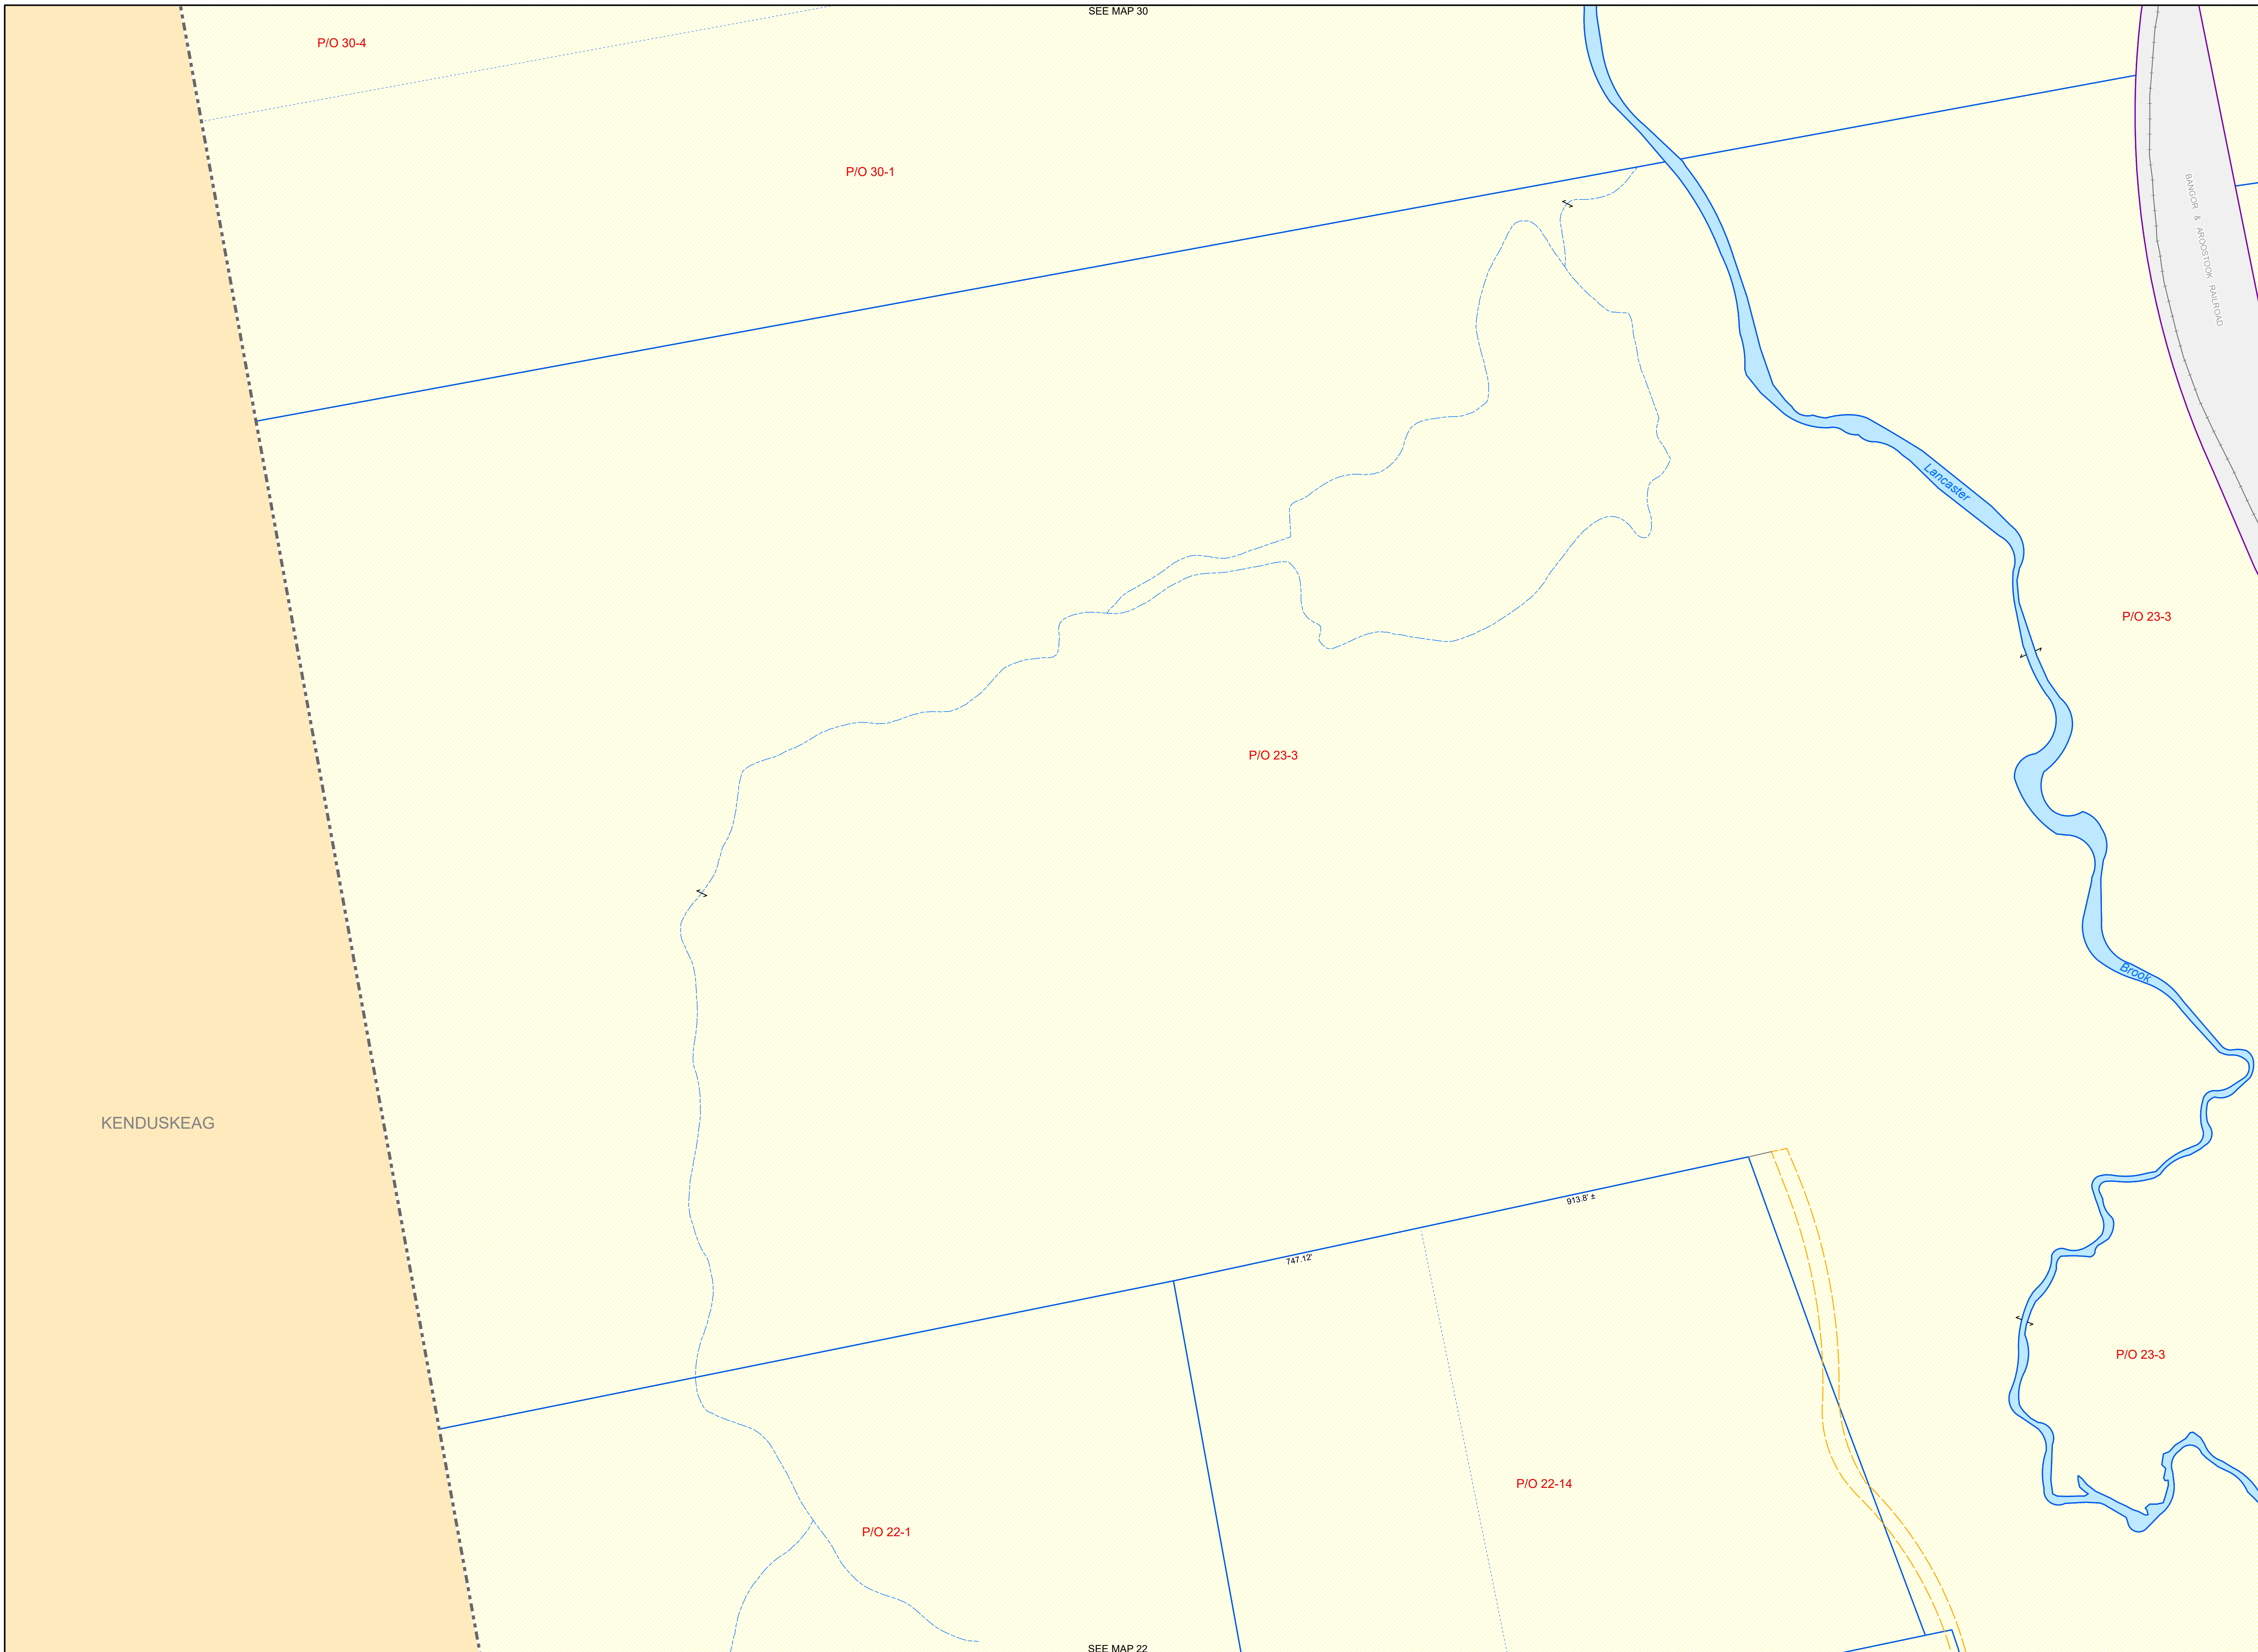 SEE MAP 30
P/O 30-4
P/O 30-1
BANGOR & AROOSTOOK RAILROAD
Lancaster
P/O 23-3
P/O 23-3
Brook
KENDUSKEAG
913.8' ±
747.12'
P/O 23-3
P/O 22-14
P/O 22-1
SEE MAP 22